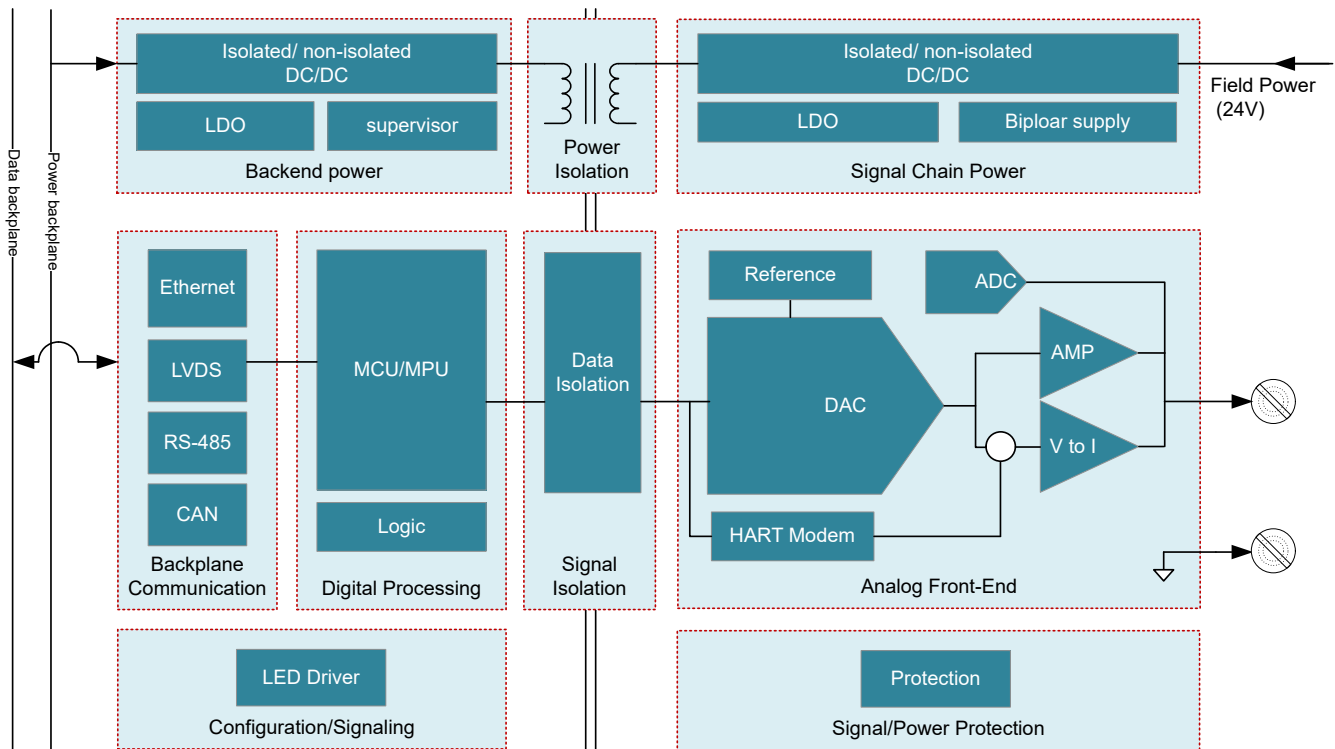 Data backplane
Power backplane
Isolated/ non-isolated
DC/DC
LDO
supervisor
Backend power
Power
Isolation
Isolated/ non-isolated
DC/DC
LDO
Biploar supply
Signal Chain Power
Field Power
(24V)
Ethernet
LVDS
RS-485
CAN
Backplane
Communication
MCU/MPU
Logic
Digital Processing
Data
Isolation
Signal
Isolation
Reference
ADC
DAC
AMP
V to I
HART Modem
Analog Front-End
LED Driver
Configuration/Signaling
Protection
Signal/Power Protection